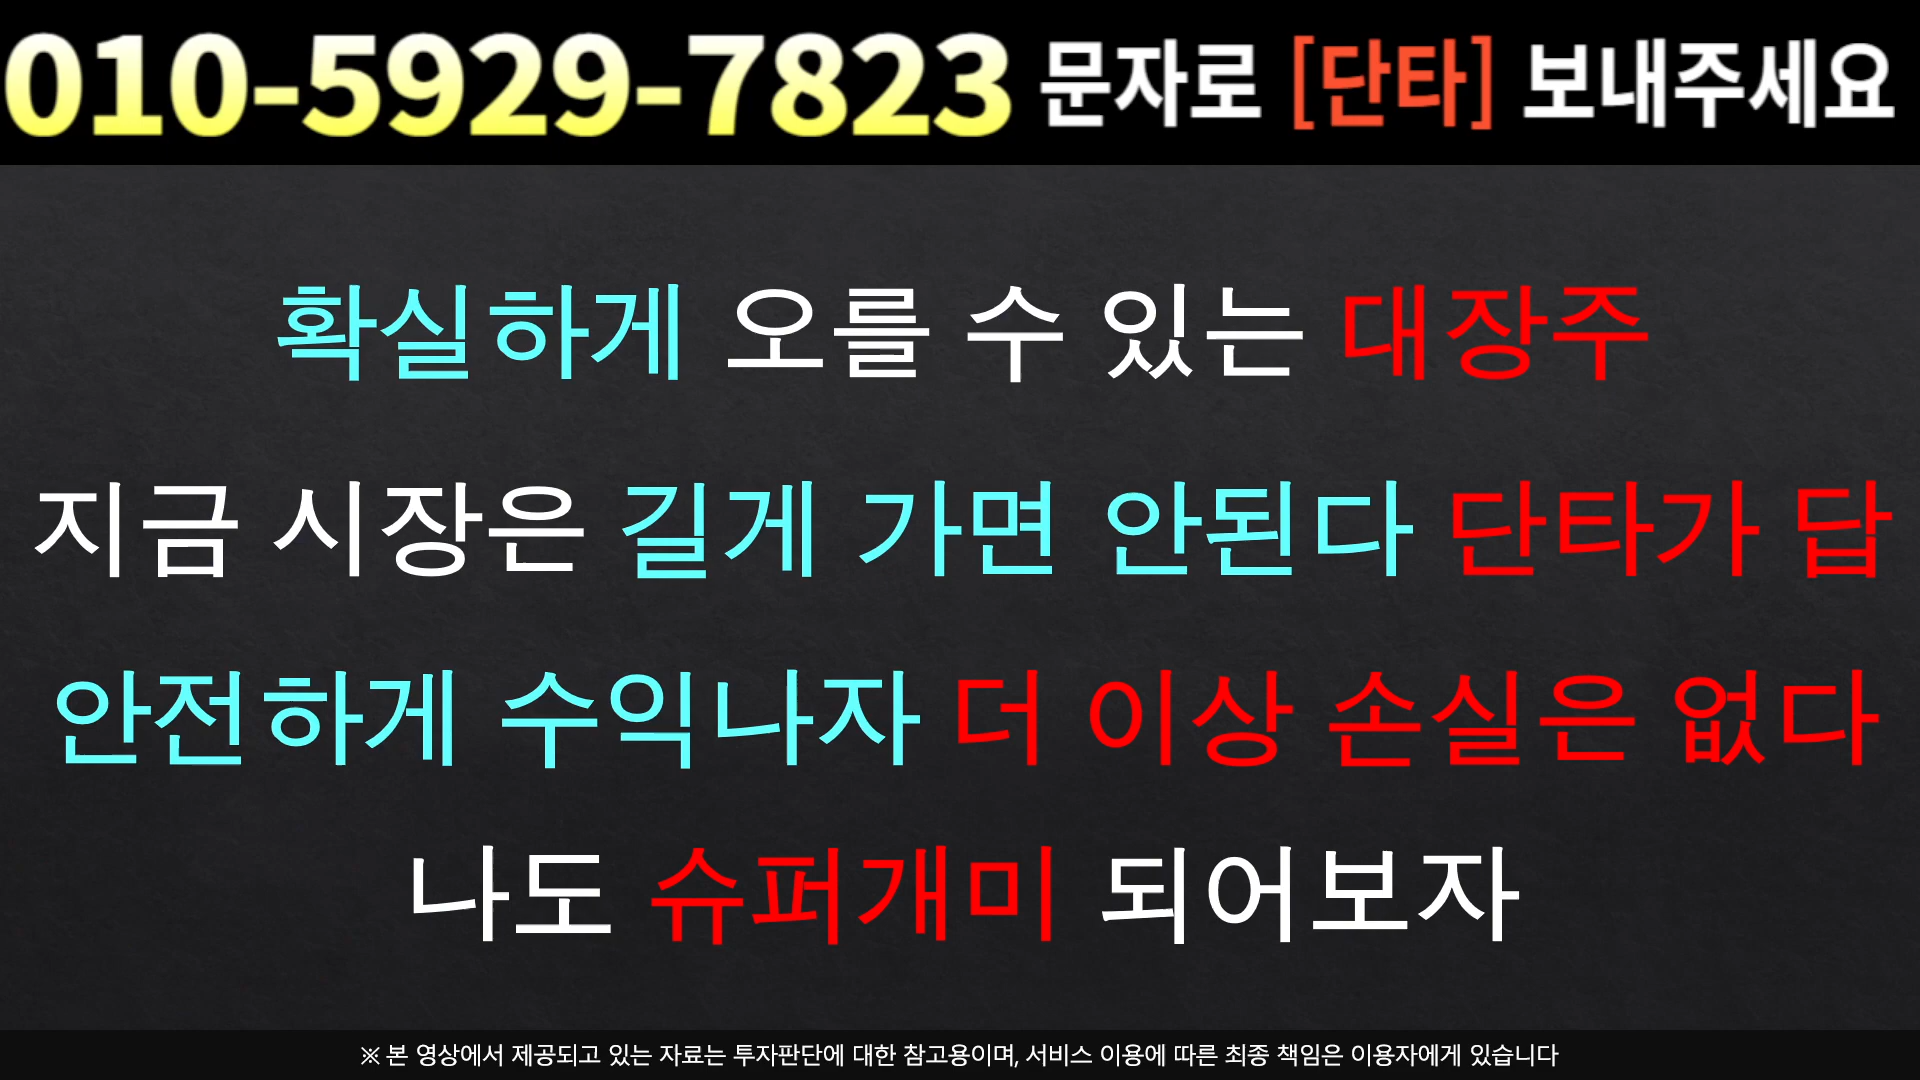 010-5929-7823 문자로 [단타] 보내주세요
확실하게 오를 수 있는 대장주
지금 시장은 길게 가면 안된다 단타가 답
안전하게 수익나자 더 이상 손실은 없다
나도 슈퍼개미 되어보자
※ 본 영상에서 제공되고 있는 자료는 투자판단에 대한 참고용이며, 서비스 이용에 따른 최종 책임은 이용자에게 있습니다